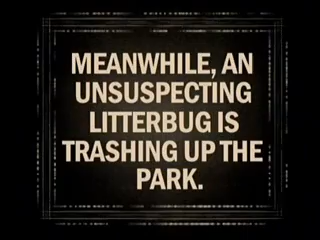 MEANWHILE, AN
UNSUSPECTING
LITTERBUG IS
TRASHING UP THE
PARK.